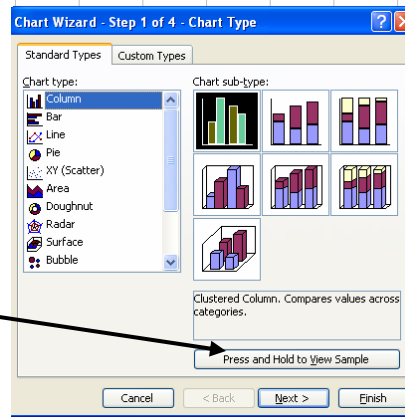 Chart Wizard - Step 1 of 4 - Chart Type
Standard Types
Custom Types
Chart type:
Column
Bar
Line
Pie
XY (Scatter)
Area
Doughnut
Radar
Surface
Bubble
Chart sub-type:
Clustered Column. Compares values across
categories.
Press and Hold to View Sample
Cancel
< Back
Next >
Finish